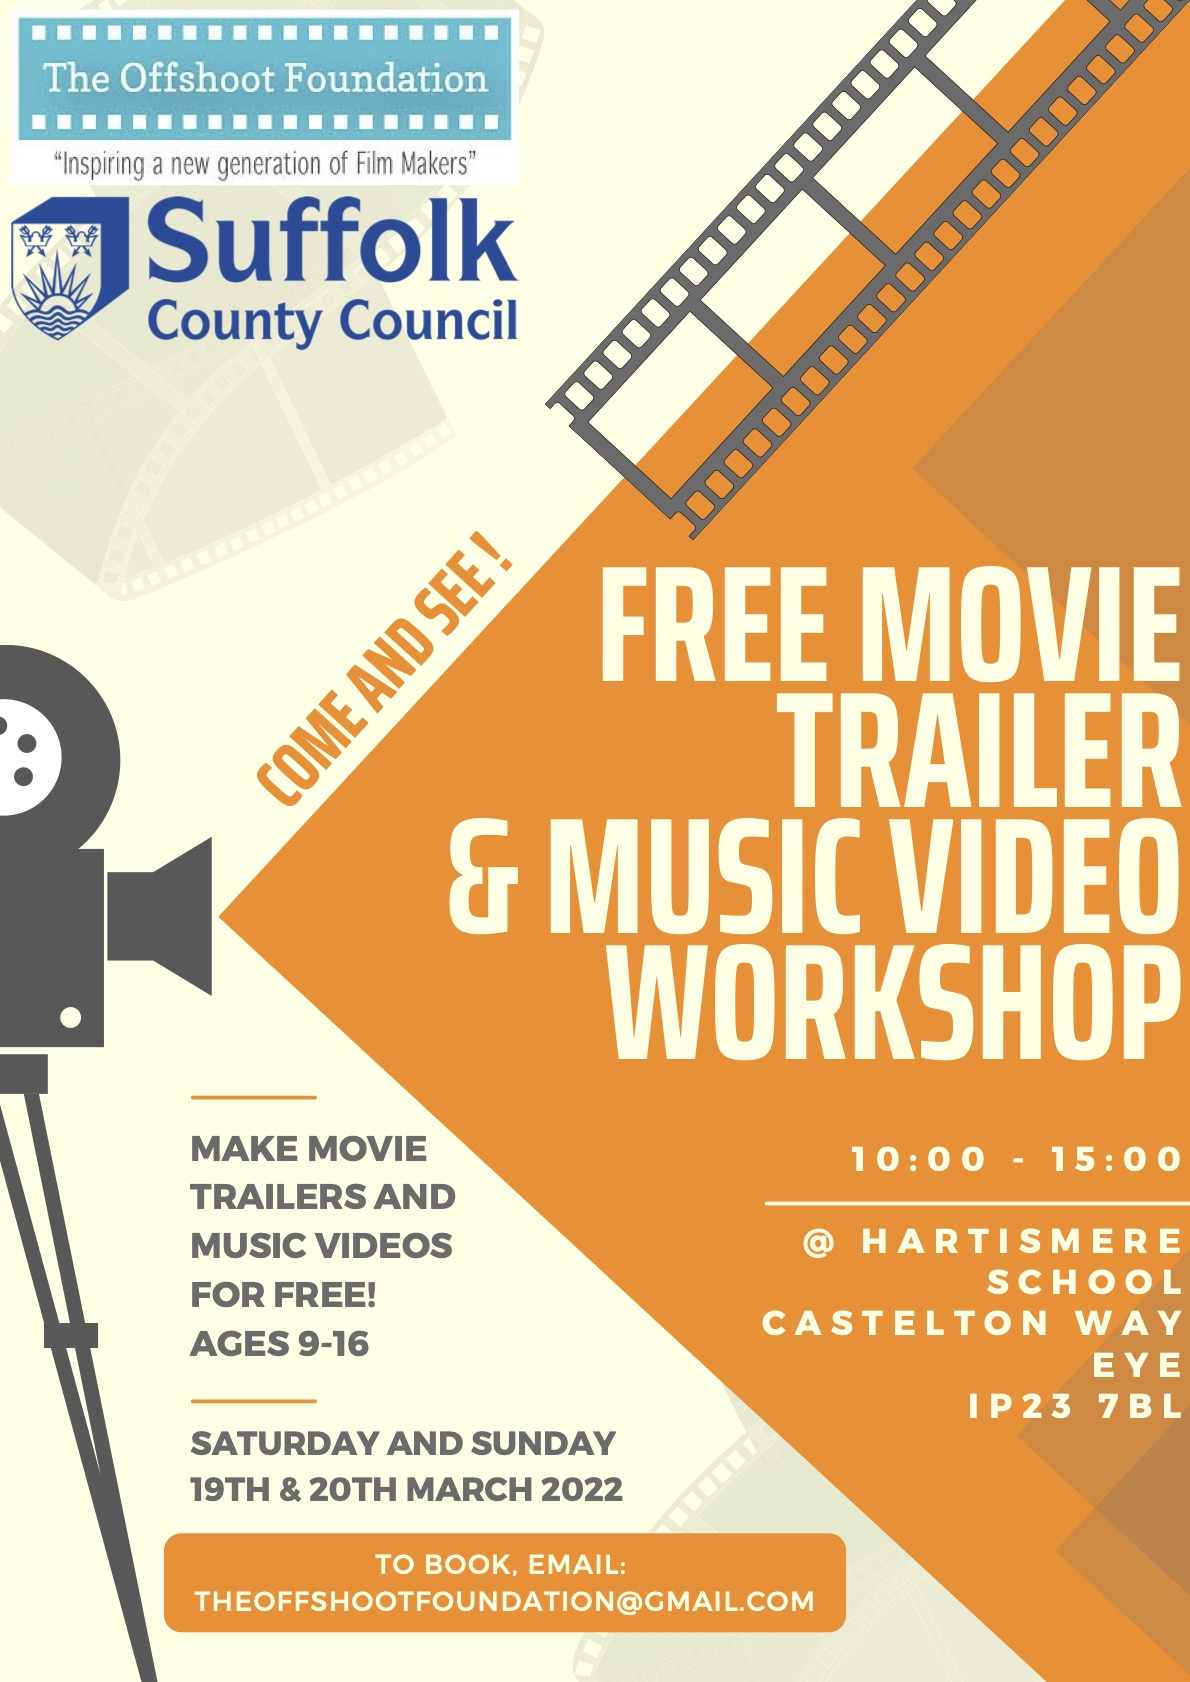 The Offshoot Foundation
“Inspiring a new generation of Film Makers”
Suffolk
County Council
COME AND SEE !
FREE MOVIE
TRAILER
& MUSIC VIDEO
WORKSHOP
MAKE MOVIE
TRAILERS AND
MUSIC VIDEOS
FOR FREE!
AGES 9-16
SATURDAY AND SUNDAY
19TH & 20TH MARCH 2022
10:00 - 15:00
@ HARTISMERE
SCHOOL
CASTELTON WAY
EYE
IP23 7BL
TO BOOK, EMAIL:
THEOFFSHOOTFOUNDATION@GMAIL.COM